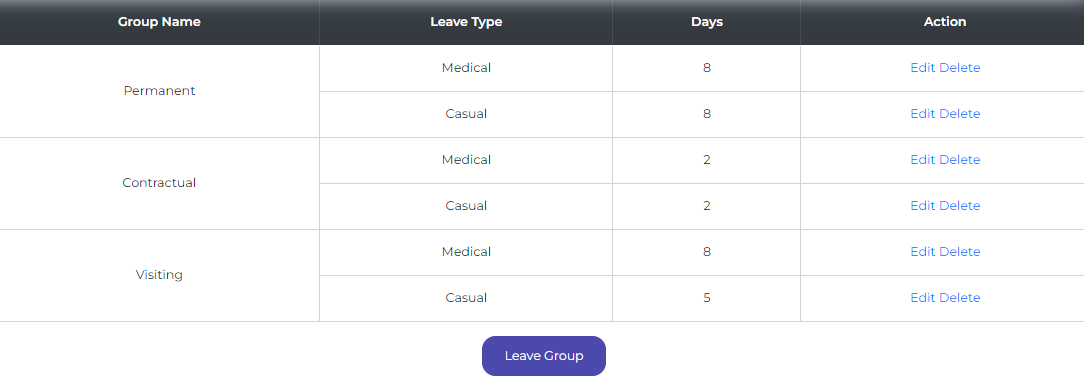 Group Name Leave Type Days Action
Permanent Medical 8 Edit Delete
Casual 8 Edit Delete
Contractual Medical 2 Edit Delete
Casual 2 Edit Delete
Visiting Medical 8 Edit Delete
Casual 5 Edit Delete
Leave Group